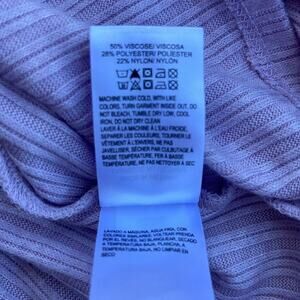 50% VISCOSE/ VISCOSA
28% POLYESTER/ POLIÉSTER
22% NYLON/ NYLON
MACHINE WASH COLD, WITH LIKE
COLORS, TURN GARMENT INSIDE OUT, DO
NOT BLEACH, TUMBLE DRY LOW, COOL
IRON, DO NOT DRY CLEAN
LAVER À LA MACHINE À L'EAU FROIDE,
SÉPARER LES COULEURS, TOURNER LE
VÊTEMENT À L'ENVERS, NE PAS
JAVELLISER, SÉCHER PAR CULBUTAGE À
BASSE TEMPÉRATURE, FER À BASSE
TEMPÉRATURE, NE PAS NETTOYER À SEC
LAVADO A MAQUINA, AGUA FRIA, CON
COLORES SIMILARES, VOLTEAR PRENDA
POR EL REVES, NO BLANQUEAR, SECADO
A TEMPERATURA BAJA, PLANCHA A
TEMPERATURA BAJA, NO LIMPIAR EN
SECO